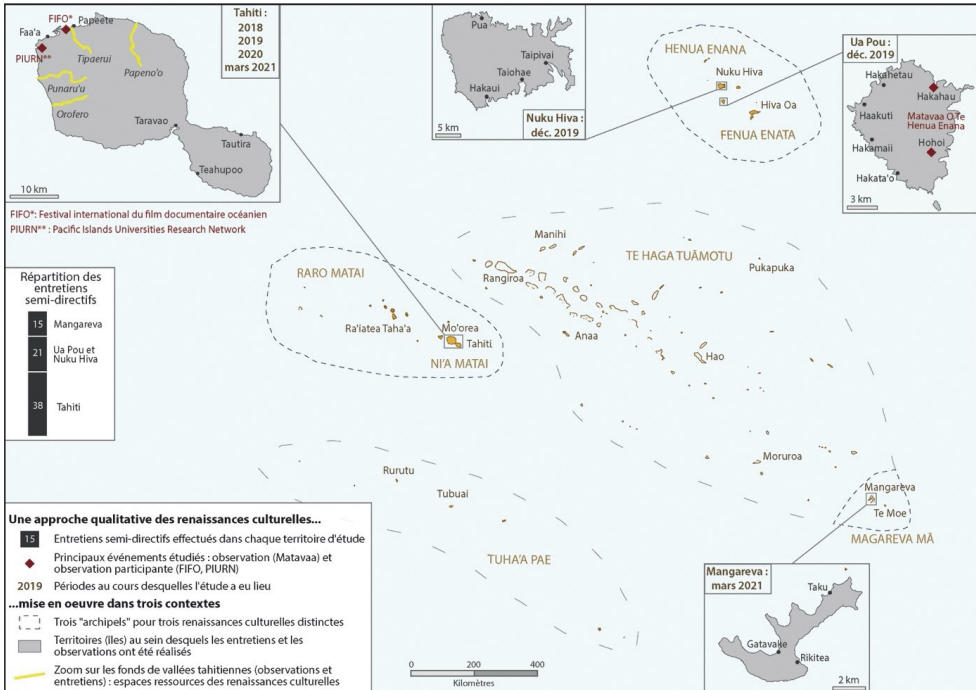 FIFO*
Papeete
Faa'a
PIURN**
Tipaerui
Papeno'o
Punaru'u
Orofero
Taravao
Tautira
Teahupoo
10 km
Tahiti :
2018
2019
2020
mars 2021
FIFO*: Festival international du film documentaire océanien
PIURN** : Pacific Islands Universities Research Network
Pua
Taipivai
Taiohae
Hakaui
5 km
Nuku Hiva :
déc. 2019
HENUA ENANA
Nuku Hiva
Hiva Oa
FENUA ENATA
Ua Pou :
déc. 2019
Hakahetau
Hakahau
Haakuti
Matavaa O Te
Henua Enana
Hohoi
Hakamaii
Hakata'o
3 km
Répartition des
entretiens
semi-directifs
15 Mangareva
21 Ua Pou et
Nuku Hiva
38 Tahiti
RARO MATAI
Ra'iatea Taha'a
Mo'orea
Tahiti
NI'A MATAI
Manihi
Rangiroa
TE HAGA TUĀMOTU
Pukapuka
Anaa
Hao
Moruroa
Mangareva
Te Moe
MAGAREVA MĀ
Rurutu
Tubuai
TUHA'A PAE
Mangareva :
mars 2021
Taku
Gatavake
Rikitea
2 km
Une approche qualitative des renaissances culturelles...
15 Entretiens semi-directifs effectués dans chaque territoire d'étude
Principaux événements étudiés : observation (Matavaa) et
observation participante (FIFO, PIURN)
2019 Périodes au cours desquelles l'étude a eu lieu
...mise en oeuvre dans trois contextes
Trois "archipels" pour trois renaissances culturelles distinctes
Territoires (îles) au sein desquels les entretiens et les
observations ont été réalisés
Zoom sur les fonds de vallées tahitiennes (observations et
entretiens) : espaces ressources des renaissances culturelles
0 200 400
Kilomètres